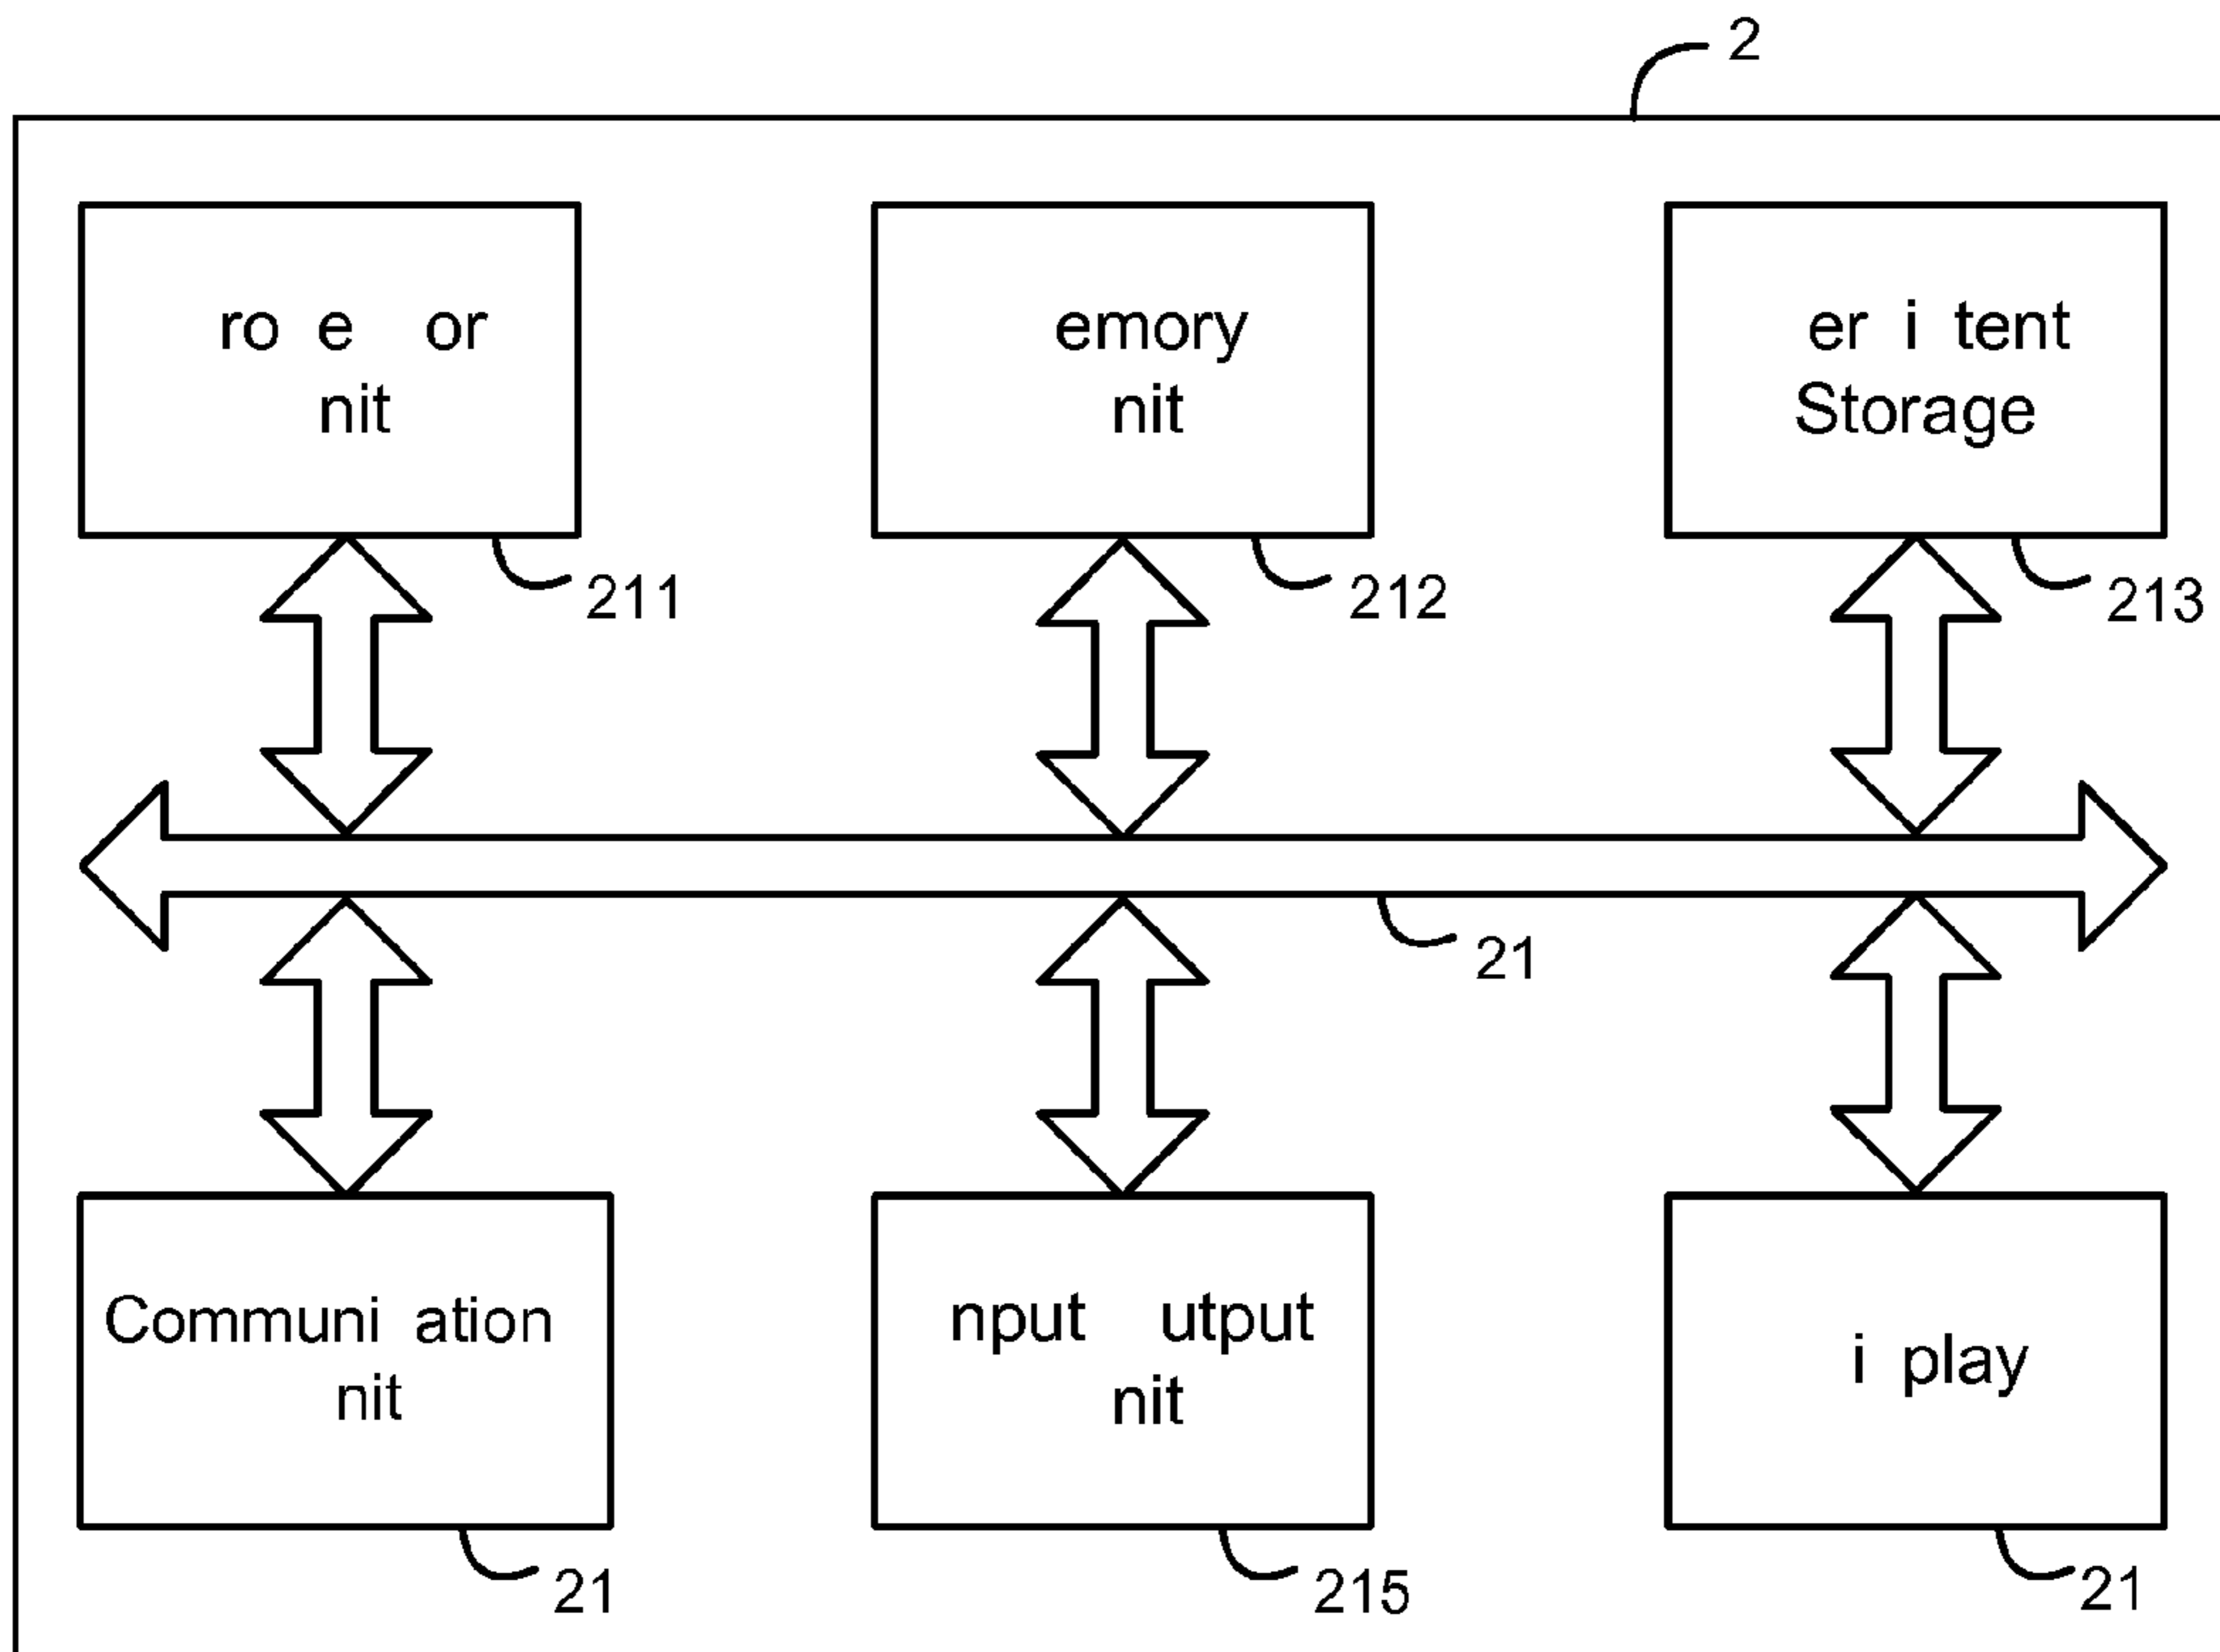 2
ro e or
nit
emory
nit
er i tent
Storage
211
212
213
21
Communi ation
nit
nput utput
nit
i play
21
215
21